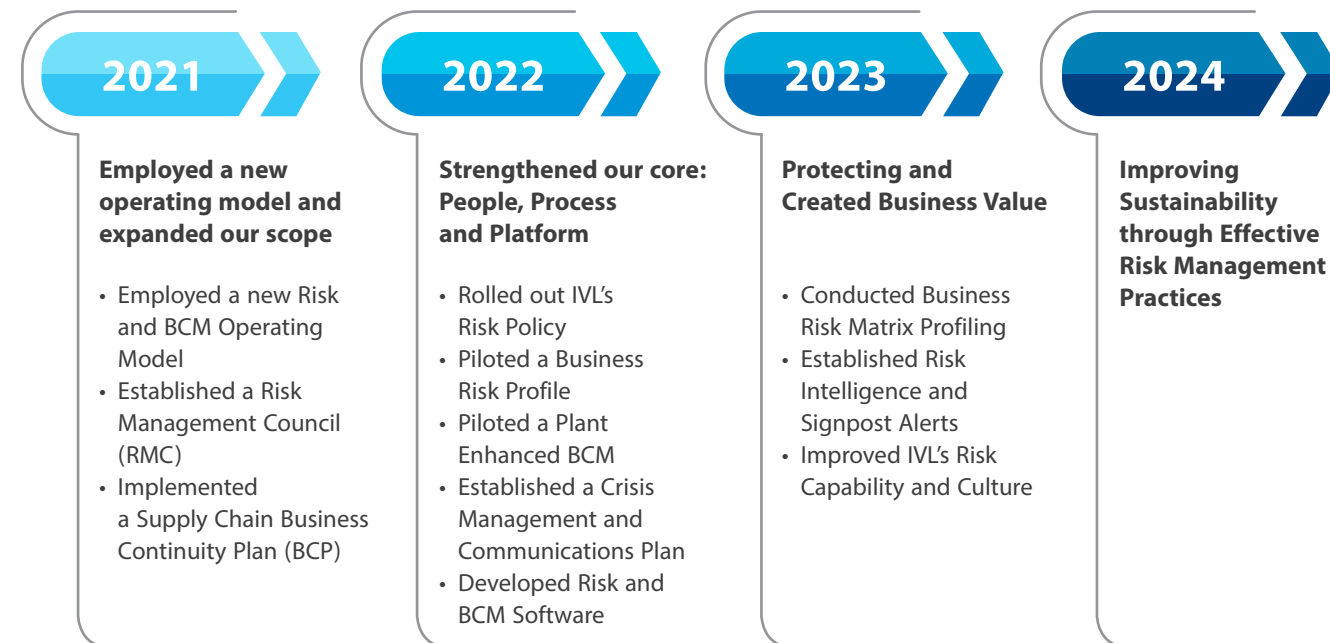 2021
Employed a new
operating model and
expanded our scope
• Employed a new Risk
and BCM Operating
Model
• Established a Risk
Management Council
(RMC)
• Implemented
a Supply Chain Business
Continuity Plan (BCP)
2022
Strengthened our core:
People, Process
and Platform
• Rolled out IVL's
Risk Policy
• Piloted a Business
Risk Profile
• Piloted a Plant
Enhanced BCM
• Established a Crisis
Management and
Communications Plan
• Developed Risk and
BCM Software
2023
Protecting and
Created Business Value
• Conducted Business
Risk Matrix Profiling
• Established Risk
Intelligence and
Signpost Alerts
• Improved IVL's Risk
Capability and Culture
2024
Improving
Sustainability
through Effective
Risk Management
Practices